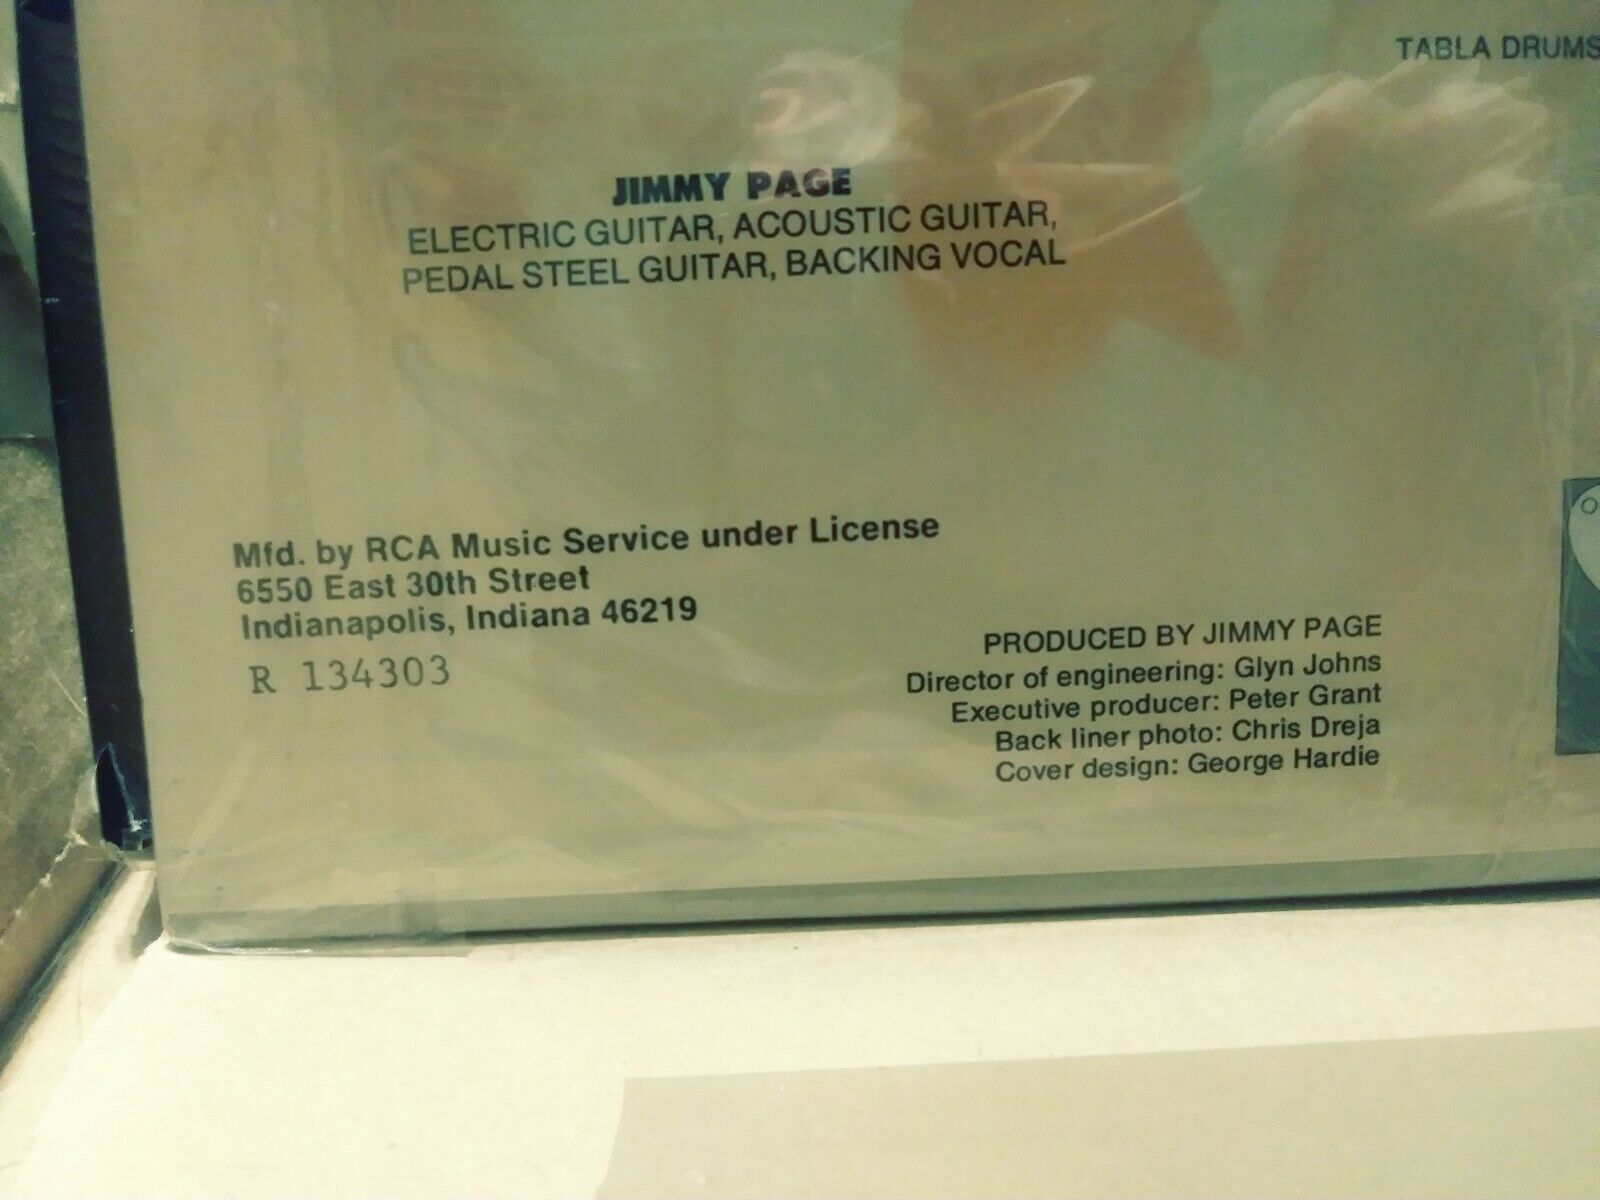 TABLA DRUMS
JIMMY PAGE
ELECTRIC GUITAR, ACOUSTIC GUITAR,
PEDAL STEEL GUITAR, BACKING VOCAL
Mfd. by RCA Music Service under License
6550 East 30th Street
Indianapolis, Indiana 46219
R 134303
PRODUCED BY JIMMY PAGE
Director of engineering: Glyn Johns
Executive producer: Peter Grant
Back liner photo: Chris Dreja
Cover design: George Hardie